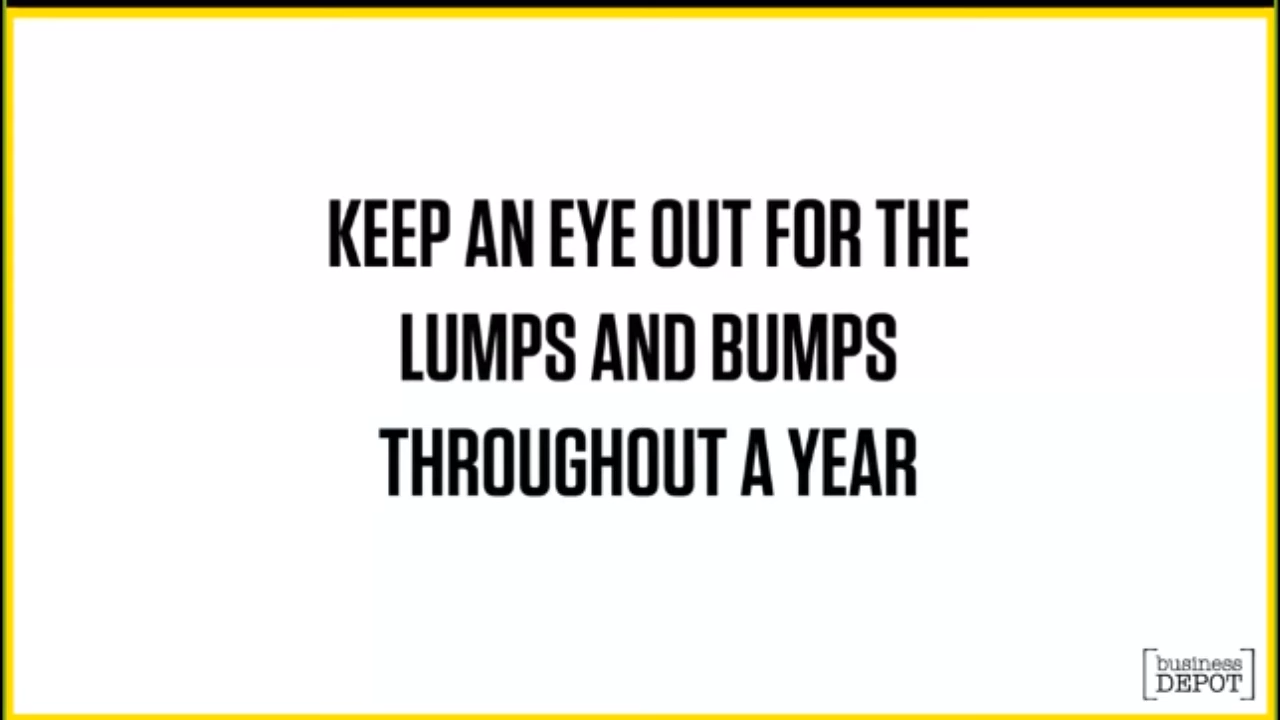 KEEP AN EYE OUT FOR THE
LUMPS AND BUMPS
THROUGHOUT A YEAR
business
DEPOT